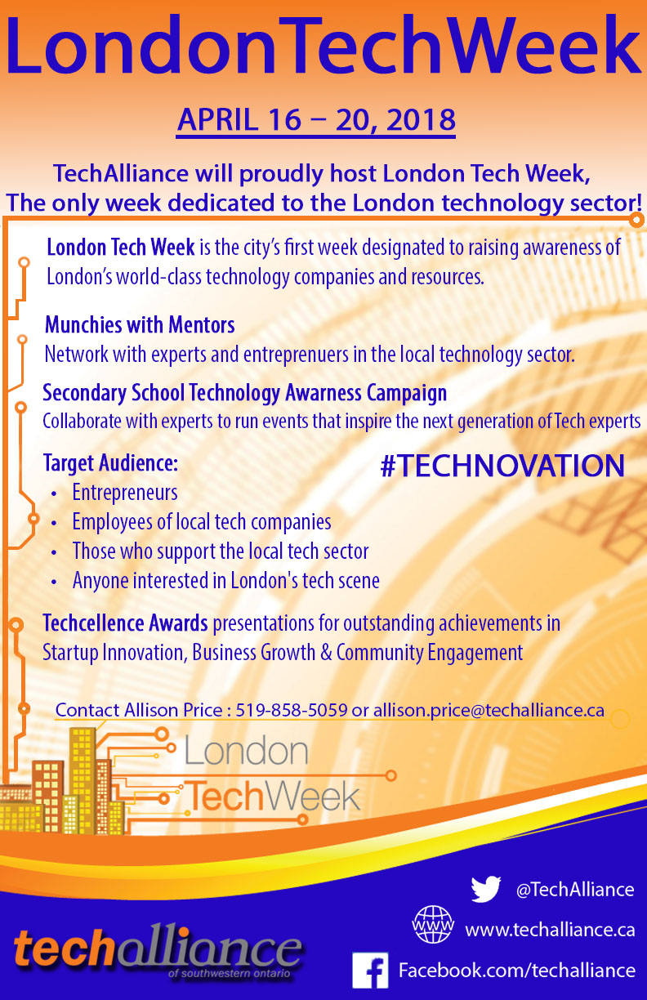 LondonTechWeek
APRIL 16 – 20, 2018
TechAlliance will proudly host London Tech Week,
The only week dedicated to the London technology sector!
London Tech Week is the city's first week designated to raising awareness of
London's world-class technology companies and resources.
Munchies with Mentors
Network with experts and entreprenuers in the local technology sector.
Secondary School Technology Awarness Campaign
Collaborate with experts to run events that inspire the next generation of Tech experts
Target Audience:
#TECHNOVATION
• Entrepreneurs
• Employees of local tech companies
• Those who support the local tech sector
• Anyone interested in London's tech scene
Techcellence Awards presentations for outstanding achievements in
Startup Innovation, Business Growth & Community Engagement
Contact Allison Price : 519-858-5059 or allison.price@techalliance.ca
London
TechWeek
@TechAlliance
www
www.techalliance.ca
techalliance
of southwestern ontario
f
Facebook.com/techalliance